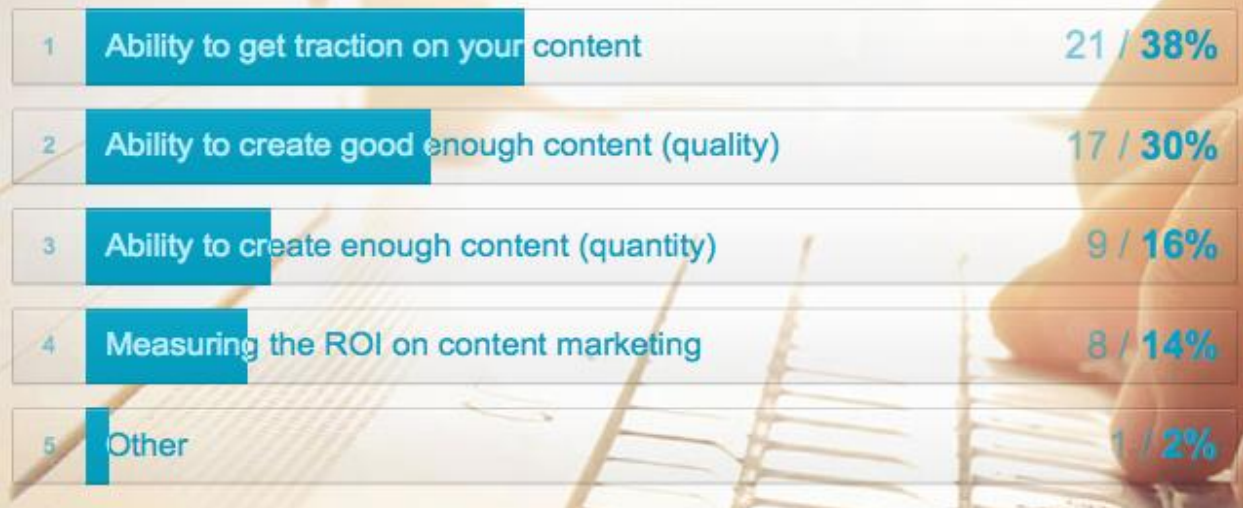 1 Ability to get traction on your content 21 / 38%
2 Ability to create good enough content (quality) 17 / 30%
3 Ability to create enough content (quantity) 9 / 16%
4 Measuring the ROI on content marketing 8 / 14%
5 Other 1 / 2%